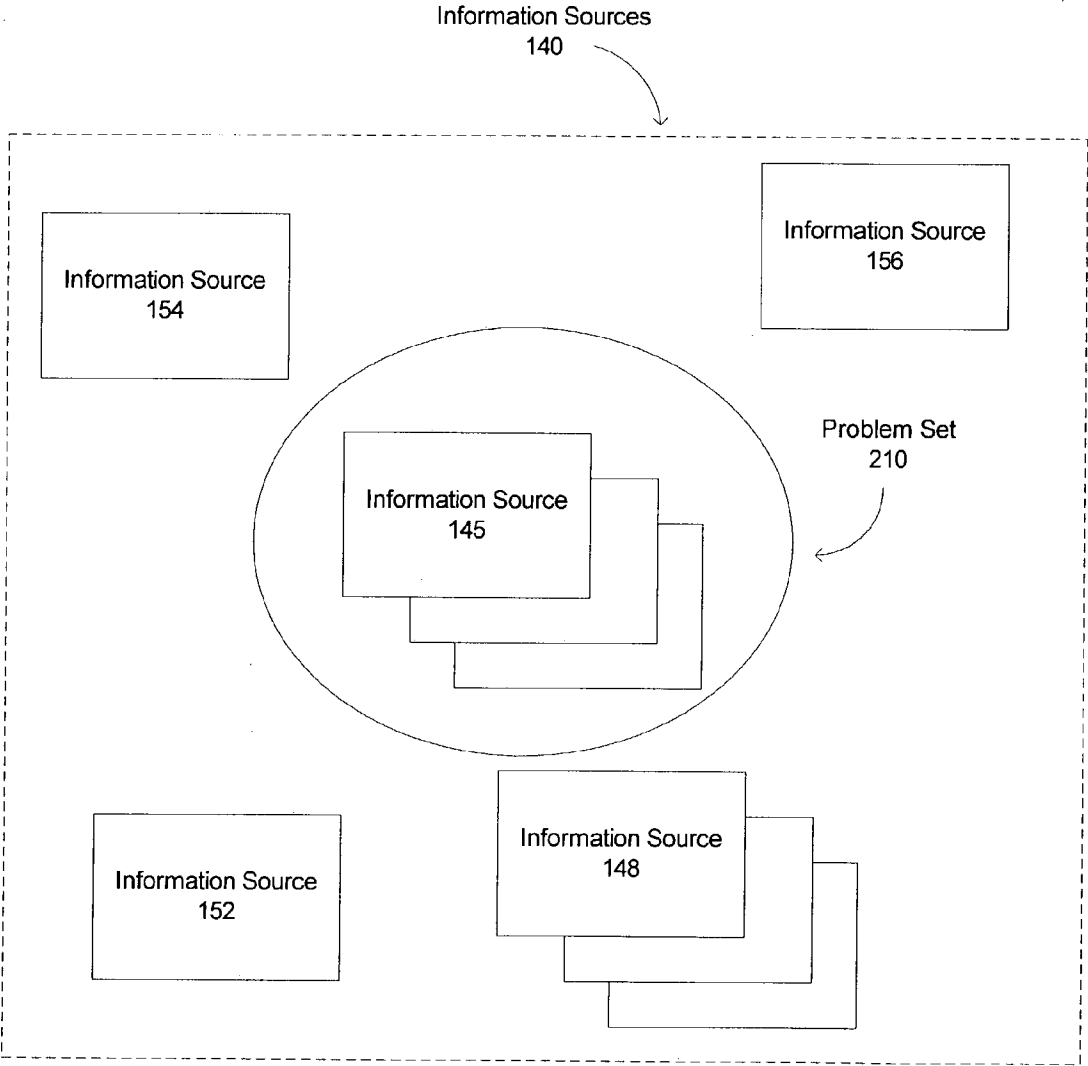 Information Sources
140
Information Source
156
Information Source
154
Problem Set
210
Information Source
145
Information Source
148
Information Source
152